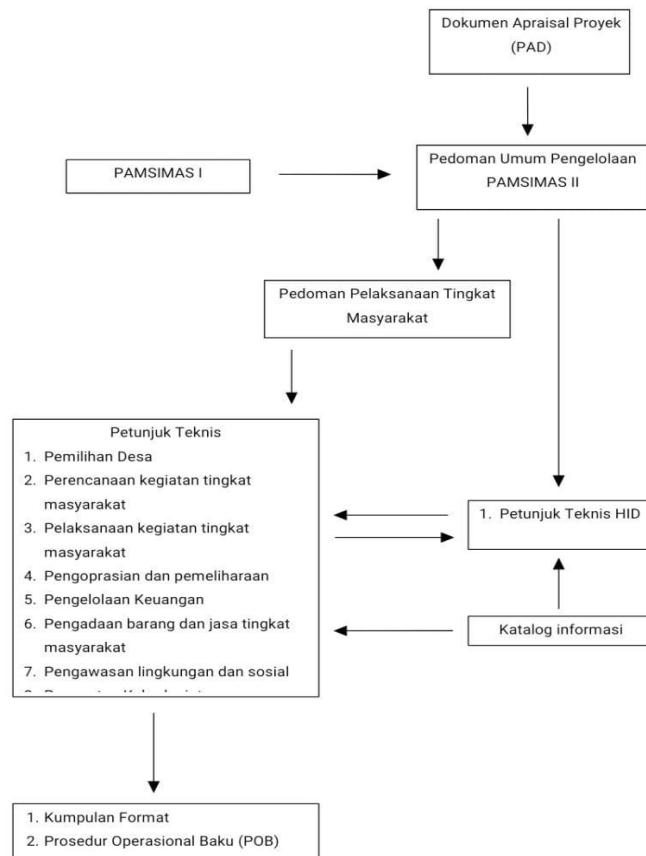 Dokumen Apraisal Proyek
(PAD)
PAMSIMAS I
Pedoman Umum Pengelolaan
PAMSIMAS II
Pedoman Pelaksanaan Tingkat
Masyarakat
Petunjuk Teknis
1. Pemilihan Desa
2. Perencanaan kegiatan tingkat
masyarakat
3. Pelaksanaan kegiatan tingkat
masyarakat
4. Pengoprasian dan pemeliharaan
5. Pengelolaan Keuangan
6. Pengadaan barang dan jasa tingkat
masyarakat
7. Pengawasan lingkungan dan sosial
1. Petunjuk Teknis HID
Katalog informasi
1. Kumpulan Format
2. Prosedur Operasional Baku (POB)